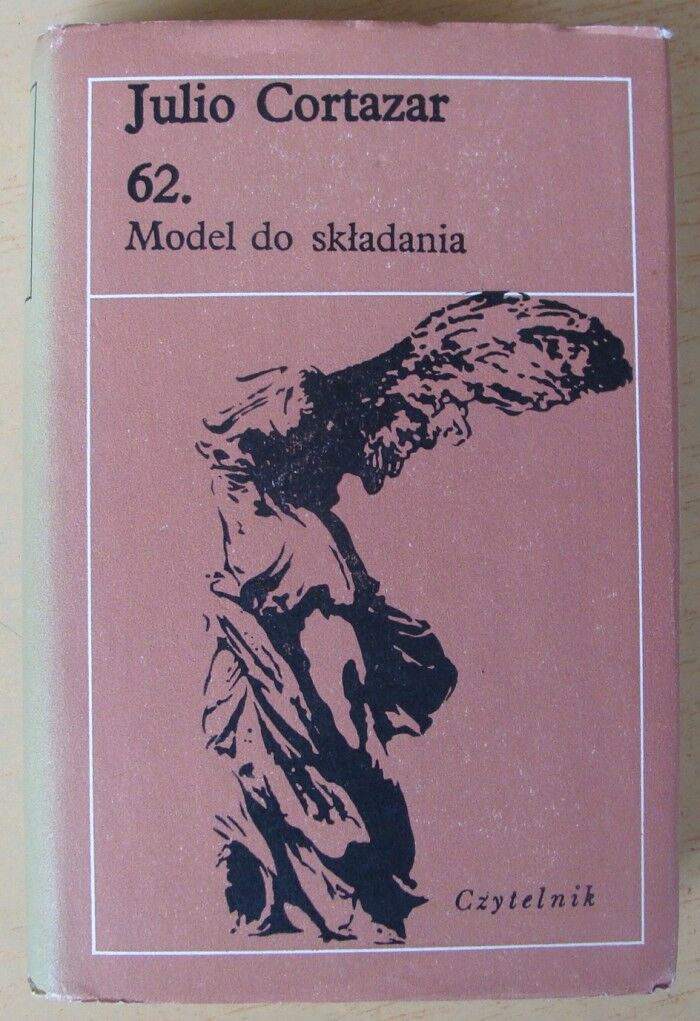 Julio Cortazar
62.
Model do składania
Czytelnik